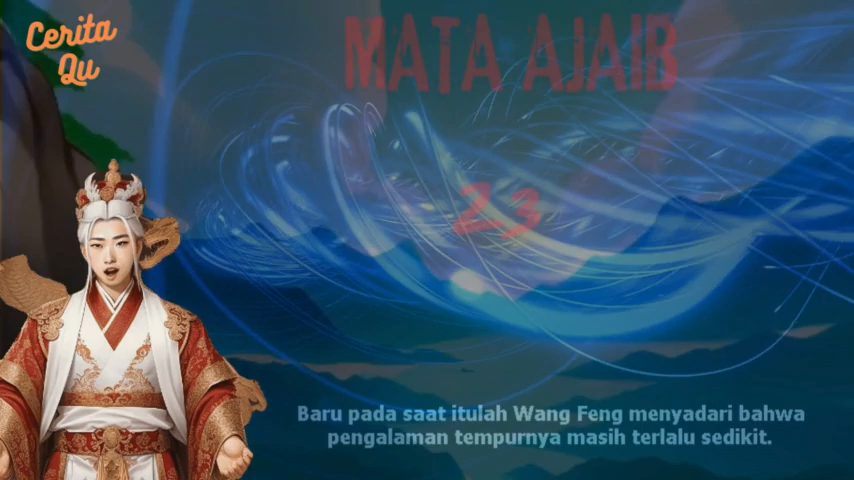 Cerita
Qu
MATA AJAIB
23
Baru pada saat itulah Wang Feng menyadari bahwa
pengalaman tempurnya masih terlalu sedikit.